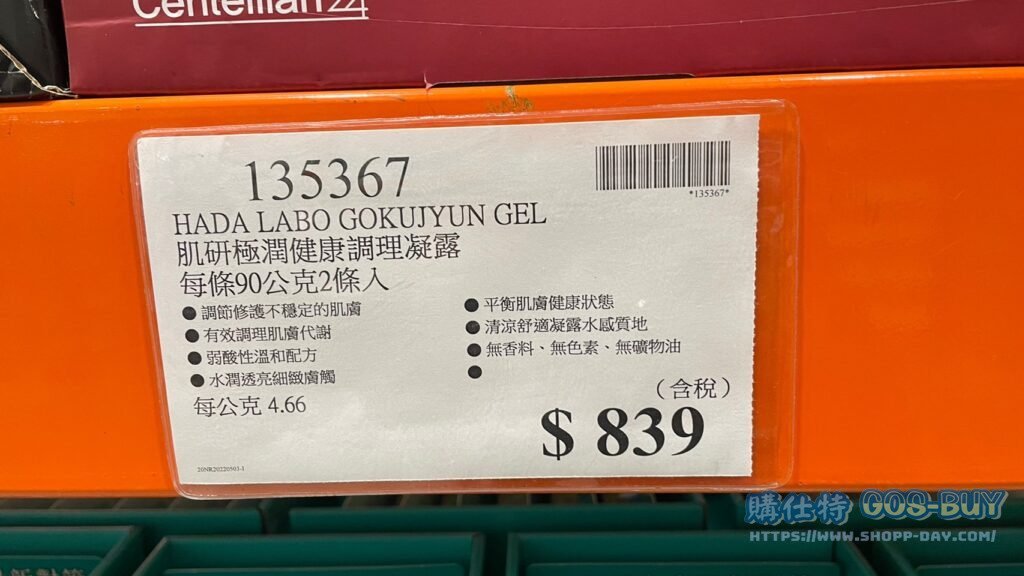 Centellian24
135367
*135367*
HADA LABO GOKUJYUN GEL
肌研極潤健康調理凝露
每條90公克2條入
●調節修護不穩定的肌膚
●有效調理肌膚代謝
●弱酸性溫和配方
●水潤透亮細緻膚觸
●平衡肌膚健康狀態
●清涼舒適凝露水感質地
●無香料、無色素、無礦物油
●
每公克 4.66
(含稅)
$ 839
20NR20220503-1
購仕特 GOS-BUY
HTTPS://WWW.SHOPP-DAY.COM/